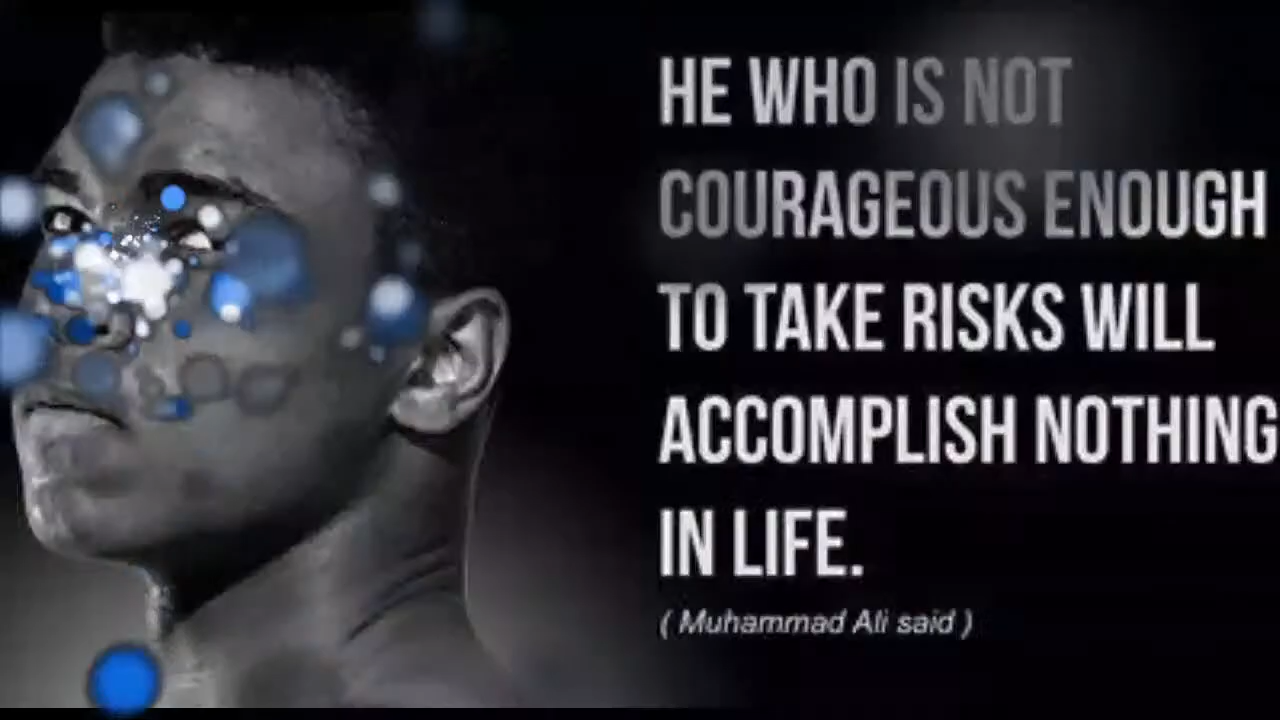 HE WHO IS NOT
COURAGEOUS ENOUGH
TO TAKE RISKS WILL
ACCOMPLISH NOTHING
IN LIFE.
( Muhammad Ali said )